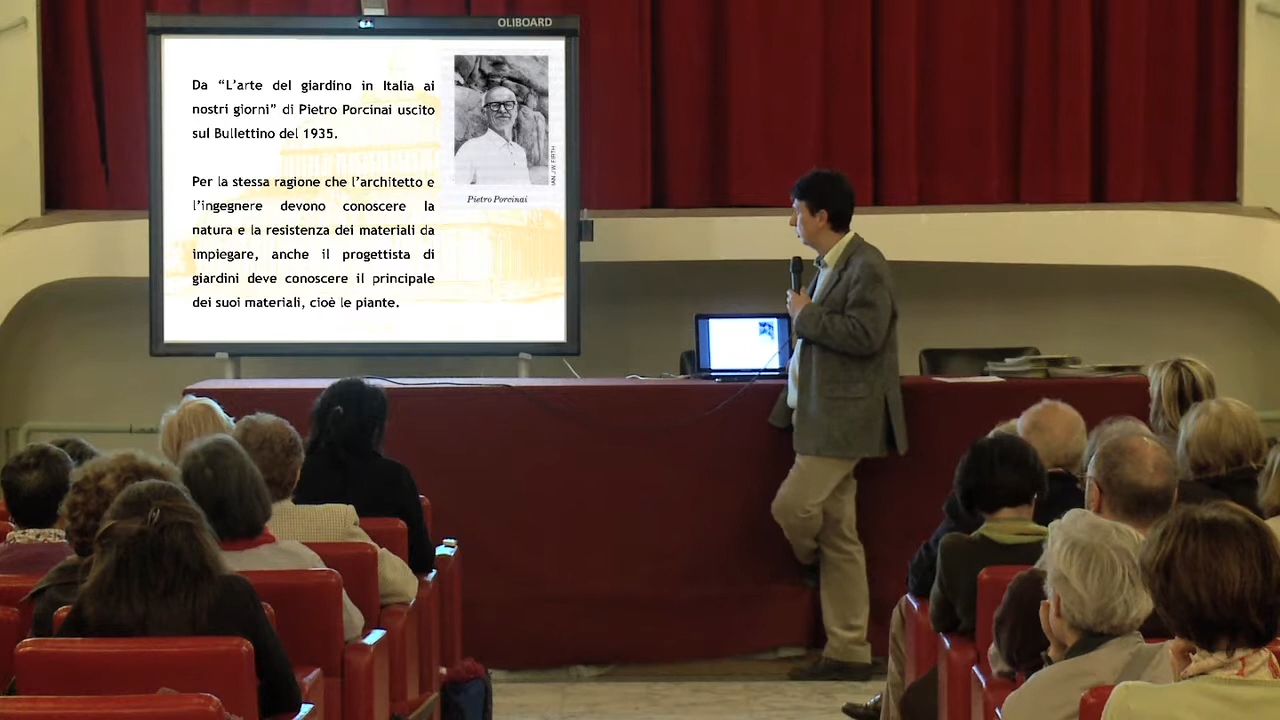 OLIBOARD
Da “L’arte del giardino in Italia ai
nostri giorni” di Pietro Porcinai uscito
sul Bullettino del 1935.
Per la stessa ragione che l’architetto e
l’ingegnere devono conoscere la
natura e la resistenza dei materiali da
impiegare, anche il progettista di
giardini deve conoscere il principale
dei suoi materiali, cioè le piante.
IAN J.W. FIRTH
Pietro Porcinai